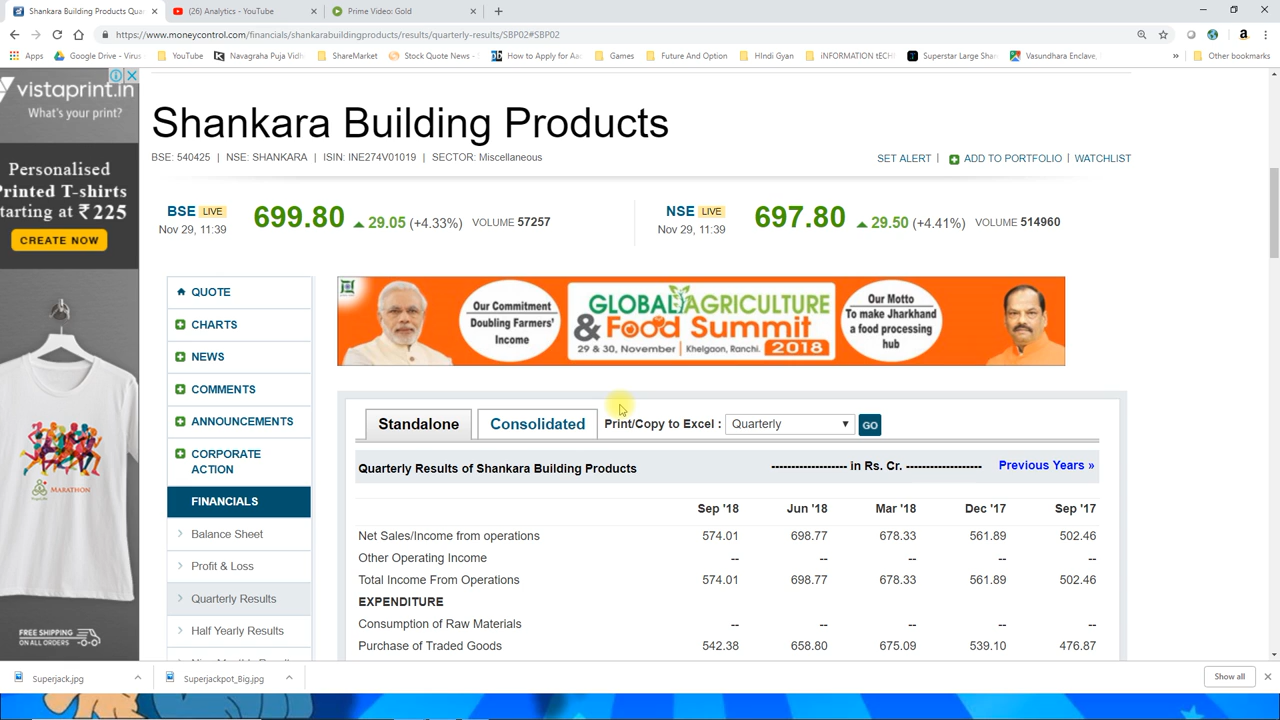 Shankara Building Products Qua
(26) Analytics - YouTube
Prime Video: Gold
https://www.moneycontrol.com/financials/shankarabuildingproducts/results/quarterly-results/SBP02#SBP02
Apps
Google Drive - Virus
YouTube
Navagraha Puja Vidh
ShareMarket
Stock Quote News -
How to Apply for Aad
Games
Future And Option
HIndi Gyan
iNFORMATION tECH
Superstar Large Shar
Vasundhara Enclave,
»
Other bookmarks
vistaprint.in
What's your print?
Personalised
Printed T-shirts
starting at ₹225
CREATE NOW
MARATHON
FREE SHIPPING
ON ALL ORDERS
Shankara Building Products
BSE: 540425 | NSE: SHANKARA | ISIN: INE274V01019 | SECTOR: Miscellaneous
SET ALERT | ADD TO PORTFOLIO | WATCHLIST
BSE LIVE
Nov 29, 11:39
699.80 29.05 (+4.33%) VOLUME 57257
NSE LIVE
Nov 29, 11:39
697.80 29.50 (+4.41%) VOLUME 514960
QUOTE
CHARTS
NEWS
COMMENTS
ANNOUNCEMENTS
CORPORATE
ACTION
FINANCIALS
Balance Sheet
Profit & Loss
Quarterly Results
Half Yearly Results
Our Commitment
Doubling Farmers'
Income
GLOBAL AGRICULTURE
& Food Summit
29 & 30, November | Khelgaon, Ranchi. 2018
Our Motto
To make Jharkhand
a food processing
hub
Standalone
Consolidated
Print/Copy to Excel :
Quarterly
GO
Quarterly Results of Shankara Building Products
------------------- in Rs. Cr. -------------------
Previous Years »
Sep '18 Jun '18 Mar '18 Dec '17 Sep '17
Net Sales/Income from operations 574.01 698.77 678.33 561.89 502.46
Other Operating Income -- -- -- -- --
Total Income From Operations 574.01 698.77 678.33 561.89 502.46
EXPENDITURE
Consumption of Raw Materials -- -- -- -- --
Purchase of Traded Goods 542.38 658.80 675.09 539.10 476.87
Superjack.jpg
Superjackpot_Big.jpg
Show all